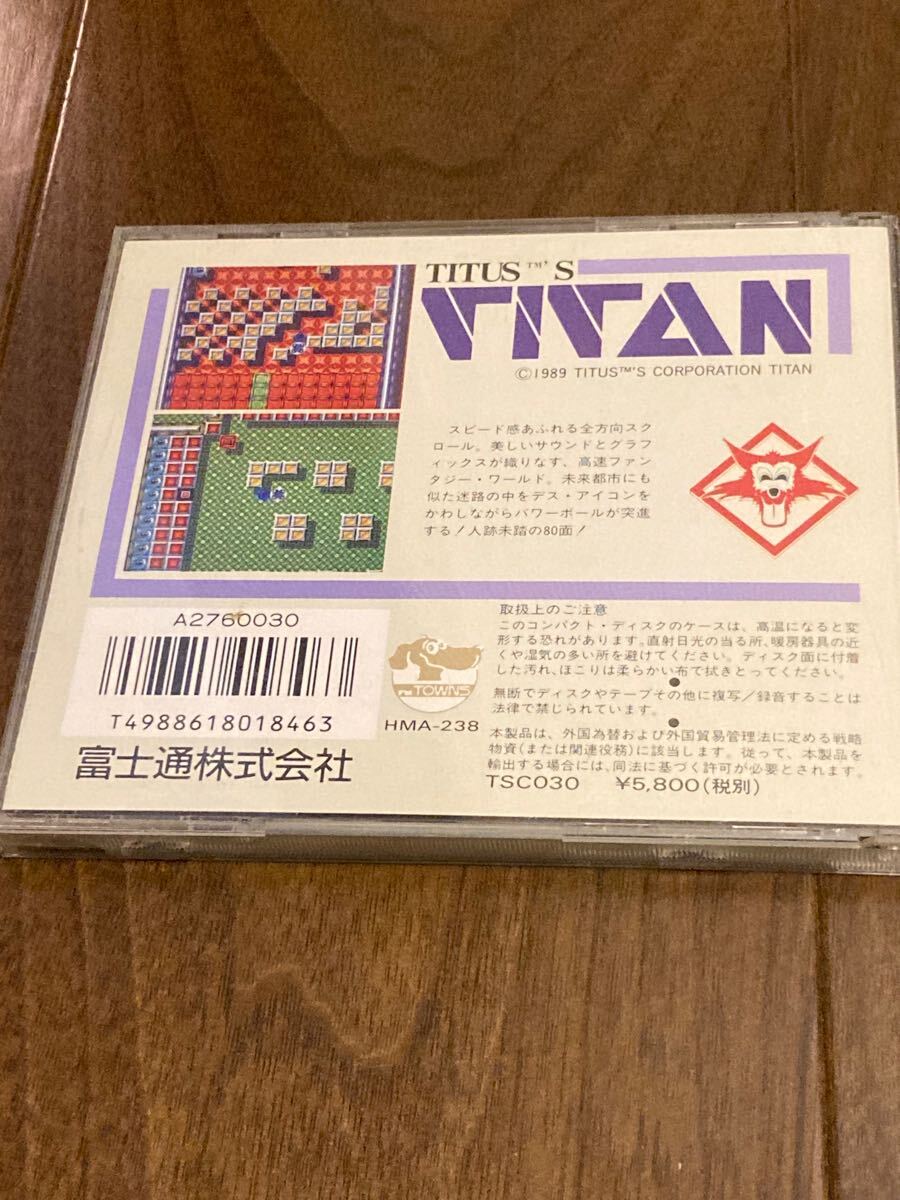 TITUS™'S
TITAN
©1989 TITUS™'S CORPORATION TITAN
スピード感あふれる全方向スク
ロール。美しいサウンドとグラフ
ィックスが織りなす、高速ファン
タジー・ワールド。未来都市にも
似た迷路の中をデス・アイコンを
かわしながらパワーボールが突進
する!人跡未踏の80面!
A2760030
T4988618018463
富士通株式会社
FM TOWNS
HMA-238
取扱上のご注意
このコンパクト・ディスクのケースは、高温になると変
形する恐れがあります。直射日光の当る所、暖房器具の近
くや湿気の多い所を避けてください。ディスク面に付着
した汚れ、ほこりは柔らかい布で拭きとってください。
無断でディスクやテープその他に複写/録音することは
法律で禁じられています。
本製品は、外国為替および外国貿易管理法に定める戦略
物資(または関連役務)に該当します。従って、本製品を
輸出する場合には、同法に基づく許可が必要とされます。
TSC030 ¥5,800(税別)